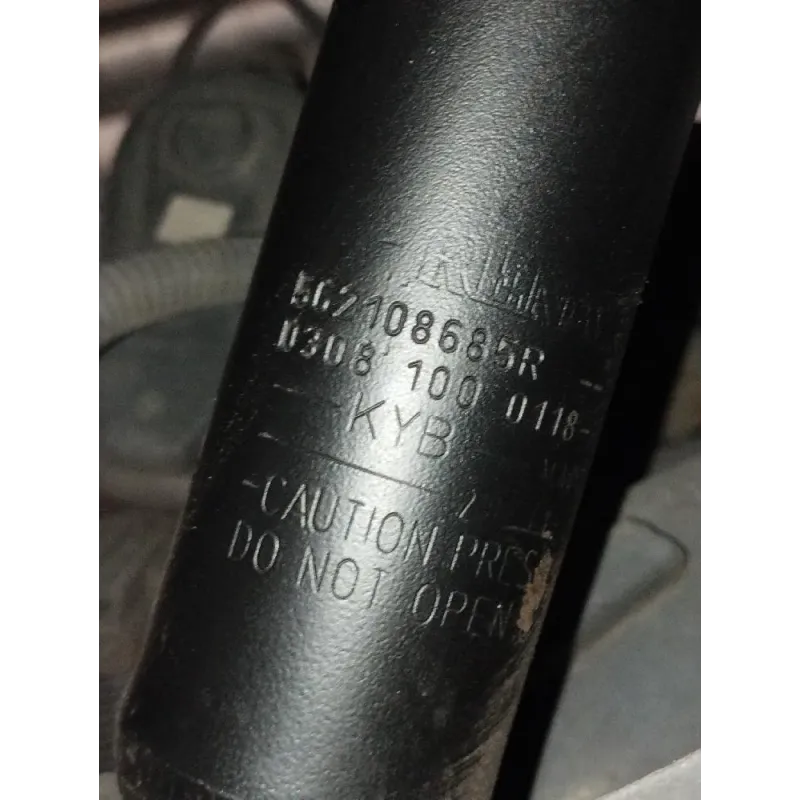 562108685R --
0308 100 0118-
KYB
-CAUTION PRES
DO NOT OPEN